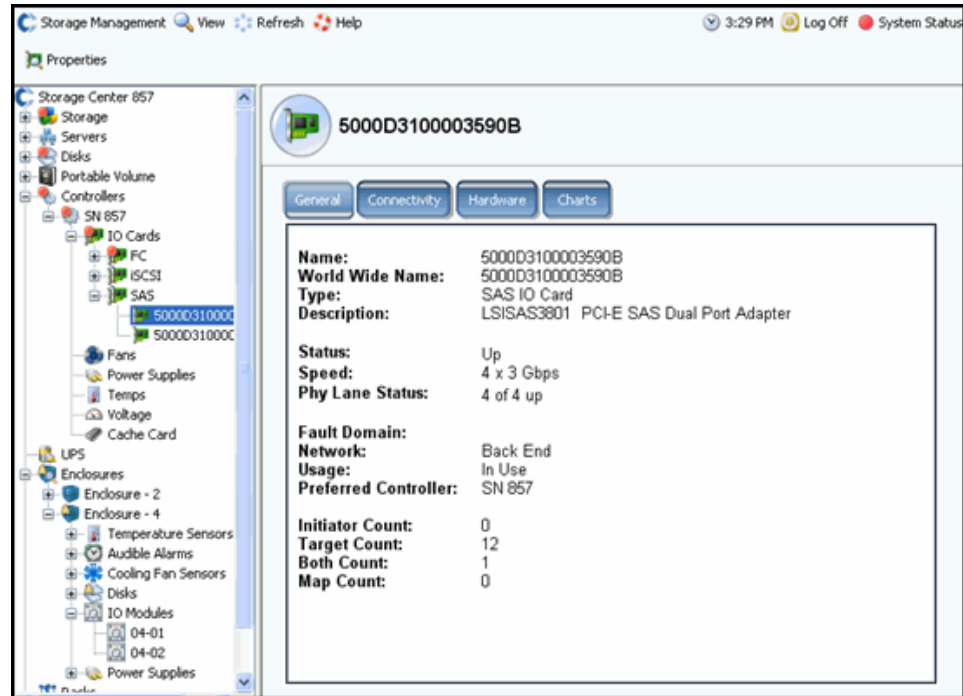 Storage Management View Refresh Help 3:29 PM Log Off System Status
Properties
Storage Center 857
Storage
Servers
Disks
Portable Volume
Controllers
SN 857
IO Cards
FC
iSCSI
SAS
5000D31000
5000D31000
Fans
Power Supplies
Temps
Voltage
Cache Card
UPS
Enclosures
Enclosure - 2
Enclosure - 4
Temperature Sensors
Audible Alarms
Cooling Fan Sensors
Disks
IO Modules
04-01
04-02
Power Supplies
5000D3100003590B
General Connectivity Hardware Charts
Name: 5000D3100003590B
World Wide Name: 5000D3100003590B
Type: SAS IO Card
Description: LSISAS3801 PCI-E SAS Dual Port Adapter
Status: Up
Speed: 4 x 3 Gbps
Phy Lane Status: 4 of 4 up
Fault Domain:
Network: Back End
Usage: In Use
Preferred Controller: SN 857
Initiator Count: 0
Target Count: 12
Both Count: 1
Map Count: 0